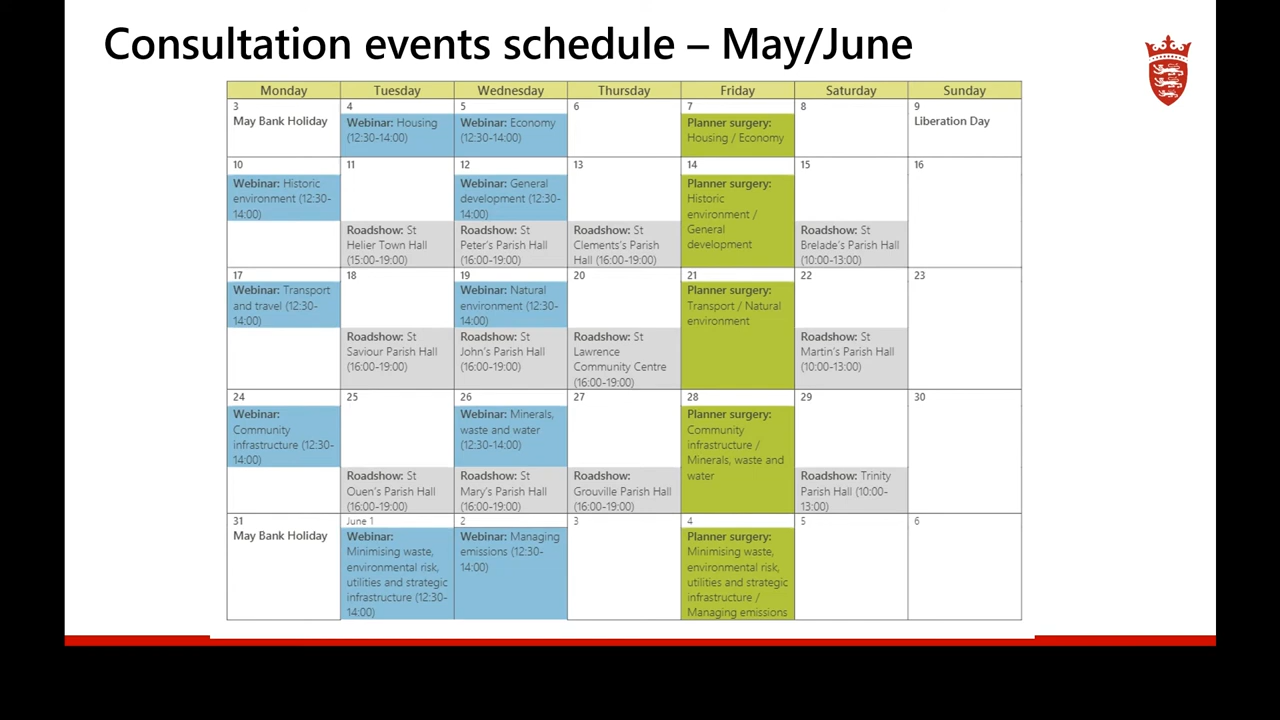 Consultation events schedule – May/June
Monday
Tuesday
Wednesday
Thursday
Friday
Saturday
Sunday
3
May Bank Holiday
4
Webinar: Housing
(12:30-14:00)
5
Webinar: Economy
(12:30-14:00)
6
7
Planner surgery:
Housing / Economy
8
9
Liberation Day
10
Webinar: Historic
environment (12:30-
14:00)
11
Roadshow: St
Helier Town Hall
(15:00-19:00)
12
Webinar: General
development (12:30-
14:00)
Roadshow: St
Peter's Parish Hall
(16:00-19:00)
13
Roadshow: St
Clements's Parish
Hall (16:00-19:00)
14
Planner surgery:
Historic
environment /
General
development
15
Roadshow: St
Brelade's Parish Hall
(10:00-13:00)
16
17
Webinar: Transport
and travel (12:30-
14:00)
18
Roadshow: St
Saviour Parish Hall
(16:00-19:00)
19
Webinar: Natural
environment (12:30-
14:00)
Roadshow: St
John's Parish Hall
(16:00-19:00)
20
Roadshow: St
Lawrence
Community Centre
(16:00-19:00)
21
Planner surgery:
Transport / Natural
environment
22
Roadshow: St
Martin's Parish Hall
(10:00-13:00)
23
24
Webinar:
Community
infrastructure (12:30-
14:00)
25
Roadshow: St
Ouen's Parish Hall
(16:00-19:00)
26
Webinar: Minerals,
waste and water
(12:30-14:00)
Roadshow: St
Mary's Parish Hall
(16:00-19:00)
27
Roadshow:
Grouville Parish Hall
(16:00-19:00)
28
Planner surgery:
Community
infrastructure /
Minerals, waste and
water
29
Roadshow: Trinity
Parish Hall (10:00-
13:00)
30
31
May Bank Holiday
June 1
Webinar:
Minimising waste,
environmental risk,
utilities and strategic
infrastructure (12:30-
14:00)
2
Webinar: Managing
emissions (12:30-
14:00)
3
4
Planner surgery:
Minimising waste,
environmental risk,
utilities and strategic
infrastructure /
Managing emissions
5
6